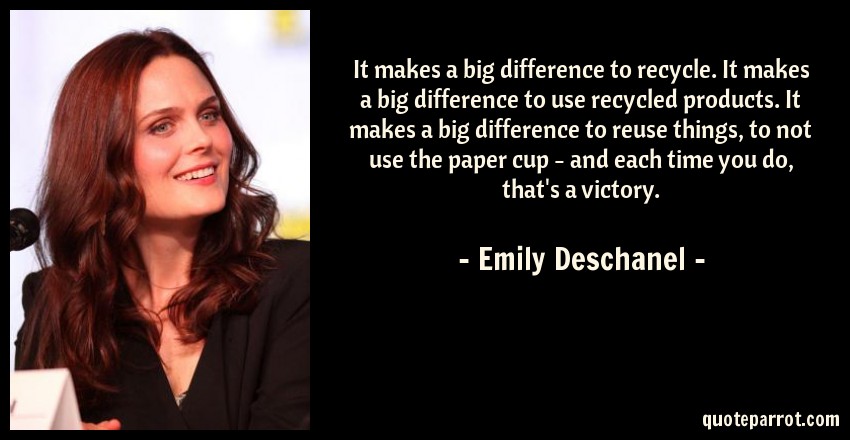 It makes a big difference to recycle. It makes
a big difference to use recycled products. It
makes a big difference to reuse things, to not
use the paper cup – and each time you do,
that's a victory.
- Emily Deschanel -
quoteparrot.com